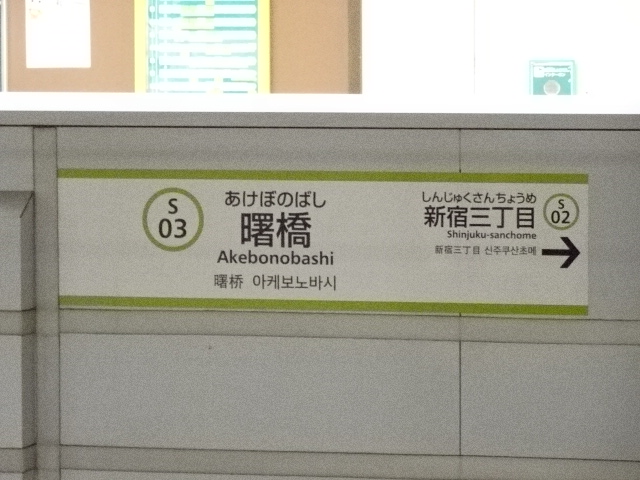 S
03
あけぼのばし
曙橋
Akebonobashi
曙桥 아케보노바시
しんじゅくさんちょうめ
新宿三丁目
Shinjuku-sanchome
新宿三丁目 신주쿠산초메
S
02